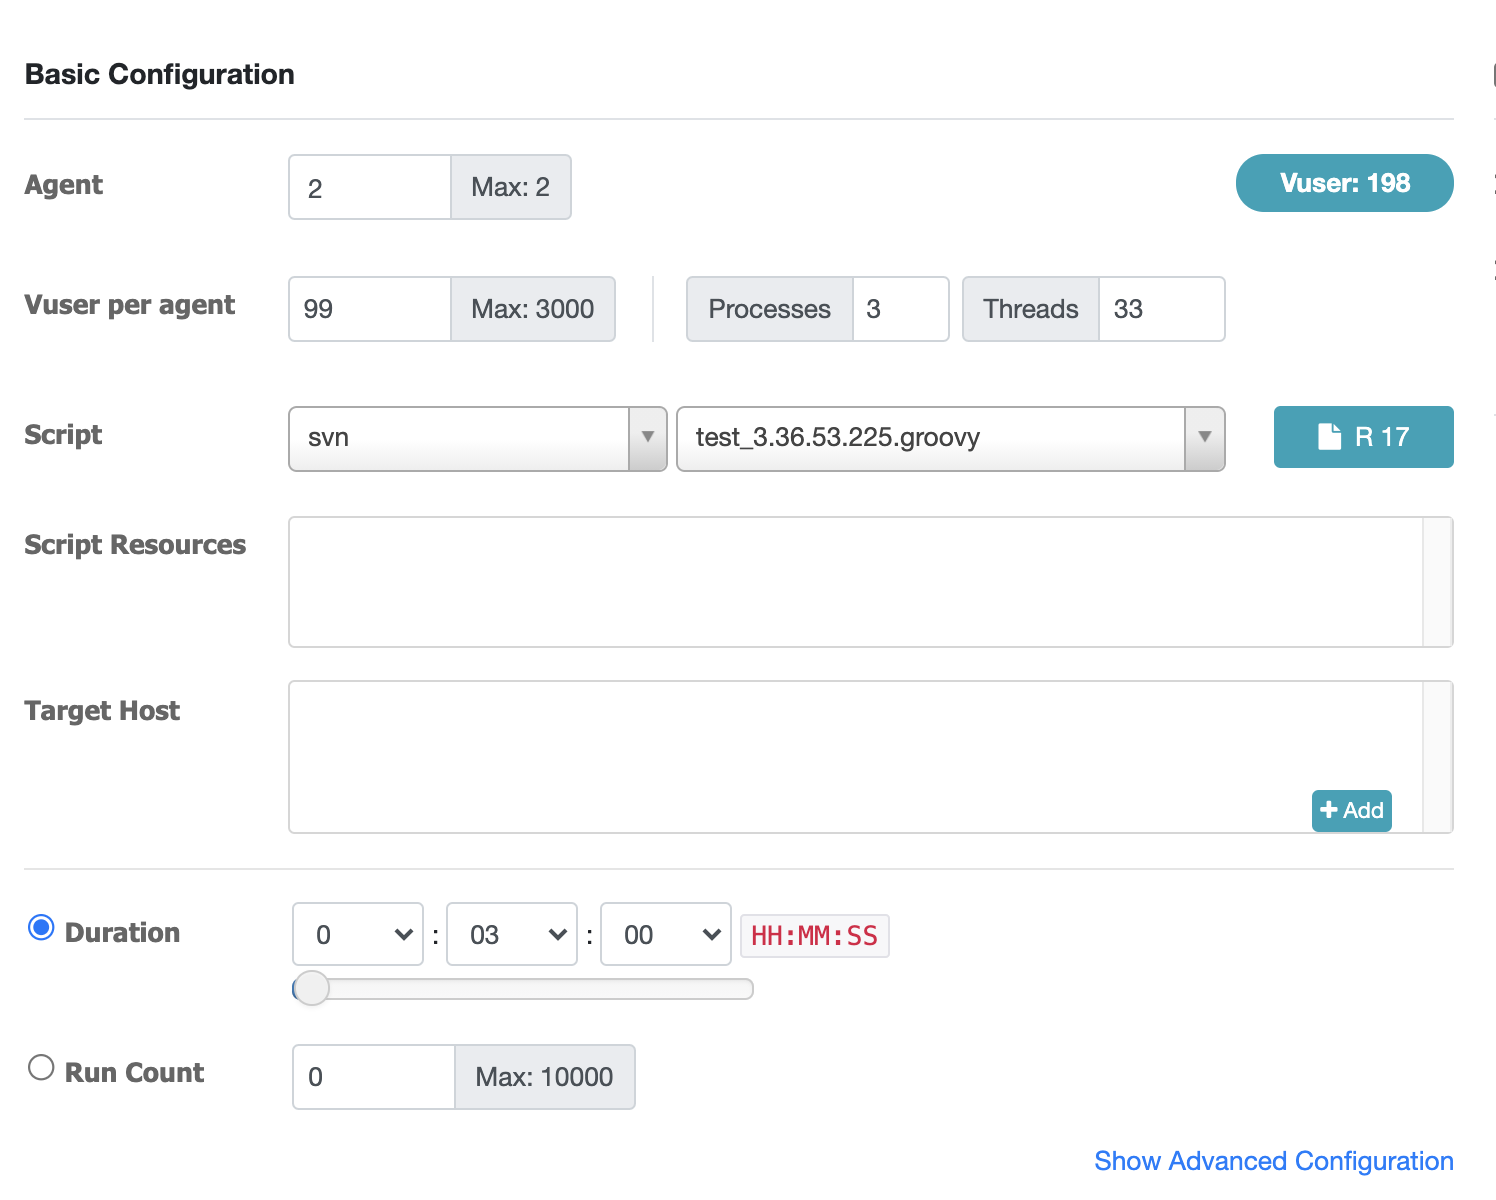 Basic Configuration
Agent
2
Max: 2
Vuser: 198
Vuser per agent
99
Max: 3000
Processes
3
Threads
33
Script
svn
test_3.36.53.225.groovy
R 17
Script Resources
Target Host
Add
Duration
0 : 03 : 00 HH:MM:SS
Run Count
0
Max: 10000
Show Advanced Configuration